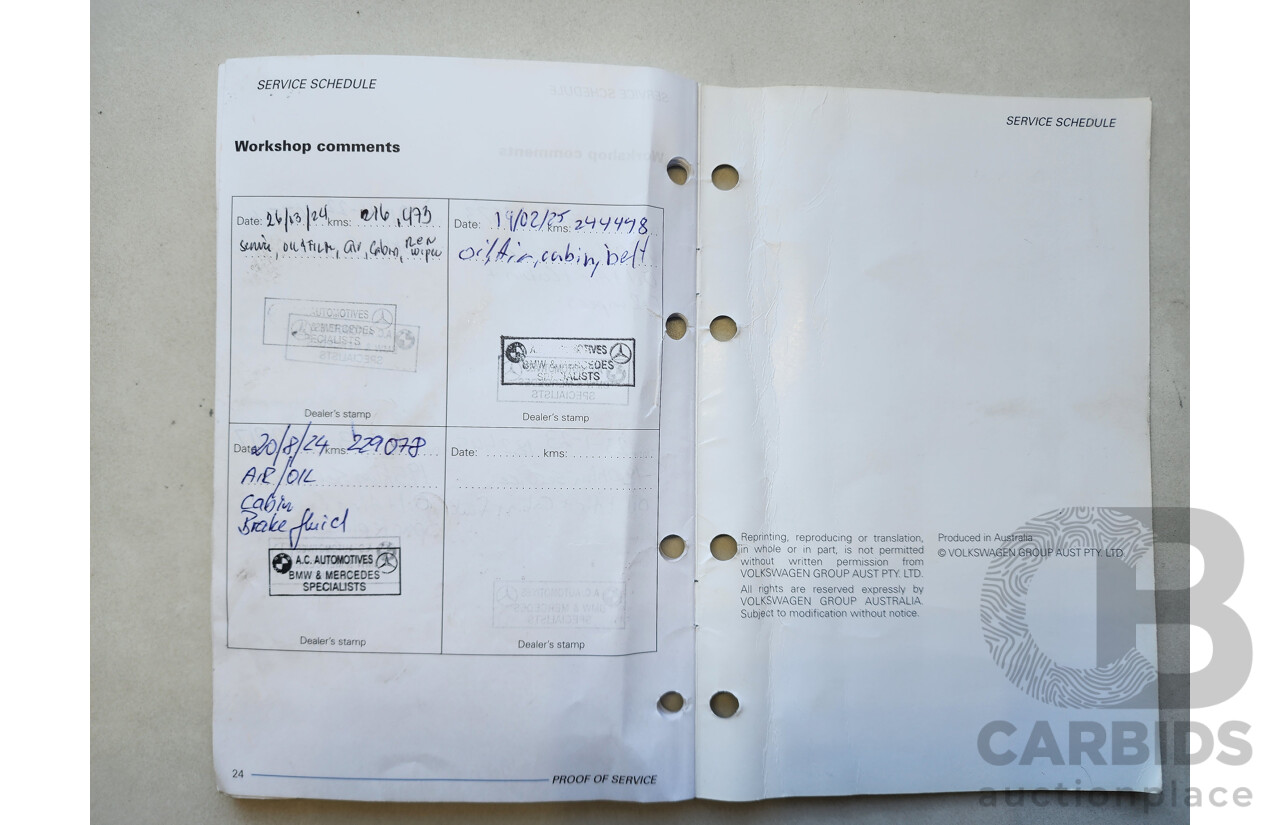 SERVICE SCHEDULE
Workshop comments
Date: 26/03/24 kms: 216,473
Service, Oil & Filter, Air, Cabin, Rear
wiper
AUTOMOTIVES
& MERCEDES
SPECIALISTS
Dealer's stamp
Date: 19/02/25 kms: 244448
oil, Air, cabin, belt
BMW & MERCEDES
SPECIALISTS
Dealer's stamp
Date: 20/8/24 kms: 229078
AIR/OIL
Cabin
Brake fluid
A.C. AUTOMOTIVES
BMW & MERCEDES
SPECIALISTS
Dealer's stamp
Date: .......... kms: ..............
Dealer's stamp
24
PROOF OF SERVICE
SERVICE SCHEDULE
Reprinting, reproducing or translation,
in whole or in part, is not permitted
without written permission from
VOLKSWAGEN GROUP AUST PTY. LTD.
All rights are reserved expressly by
VOLKSWAGEN GROUP AUSTRALIA.
Subject to modification without notice.
Produced in Australia
© VOLKSWAGEN GROUP AUST PTY. LTD
CB
CARBIDS
auctionplace